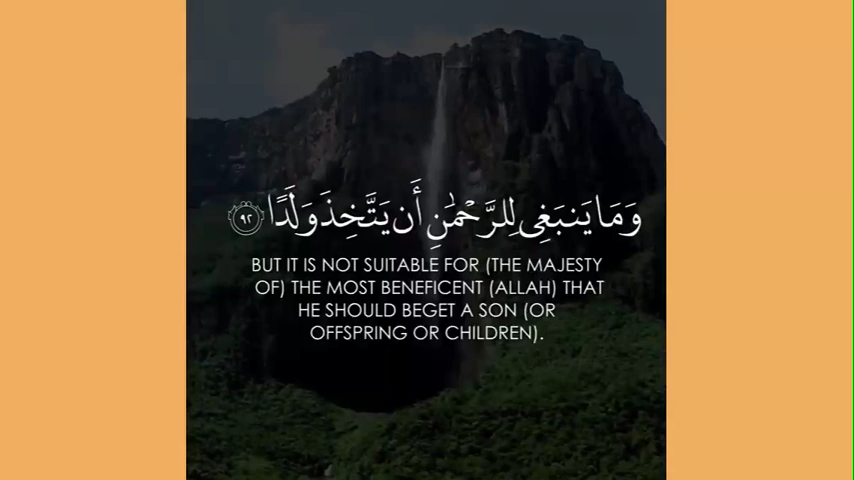 وَمَا يَنۢبَغِى لِلرَّحْمَٰنِ أَن يَتَّخِذَ وَلَدًا ٩٢
BUT IT IS NOT SUITABLE FOR (THE MAJESTY
OF) THE MOST BENEFICENT (ALLAH) THAT
HE SHOULD BEGET A SON (OR
OFFSPRING OR CHILDREN).